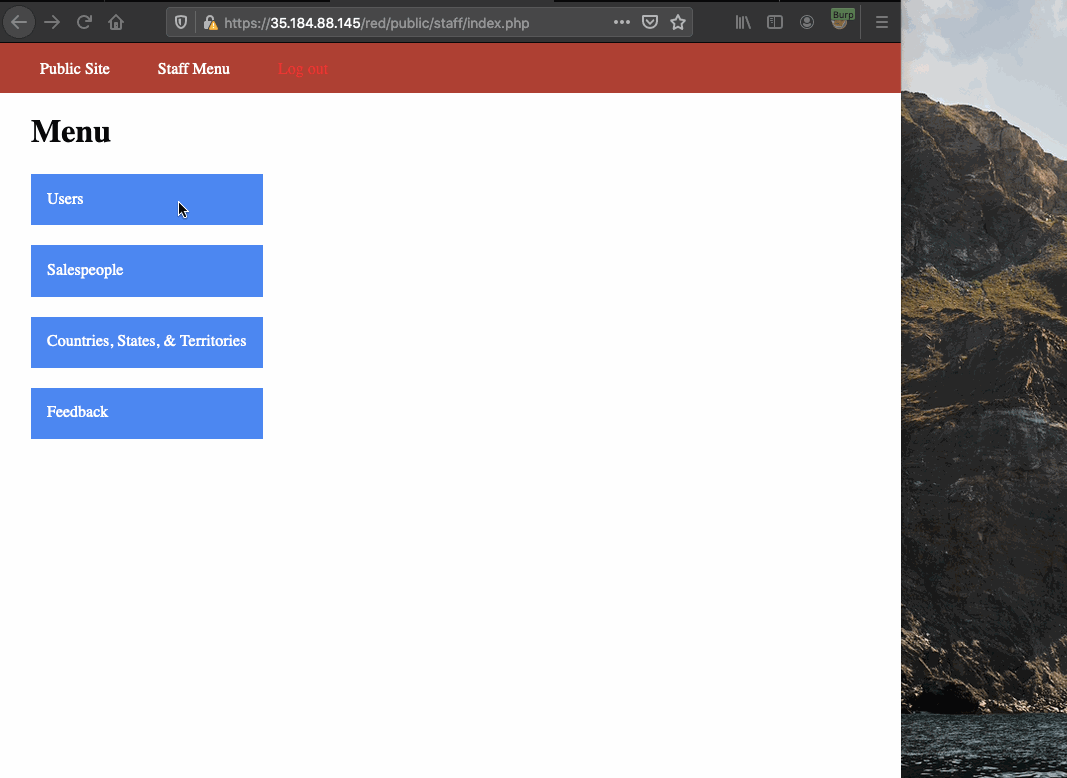 https://35.184.88.145/red/public/staff/index.php
Burp
Public Site Staff Menu Log out
Menu
Users
Salespeople
Countries, States, & Territories
Feedback